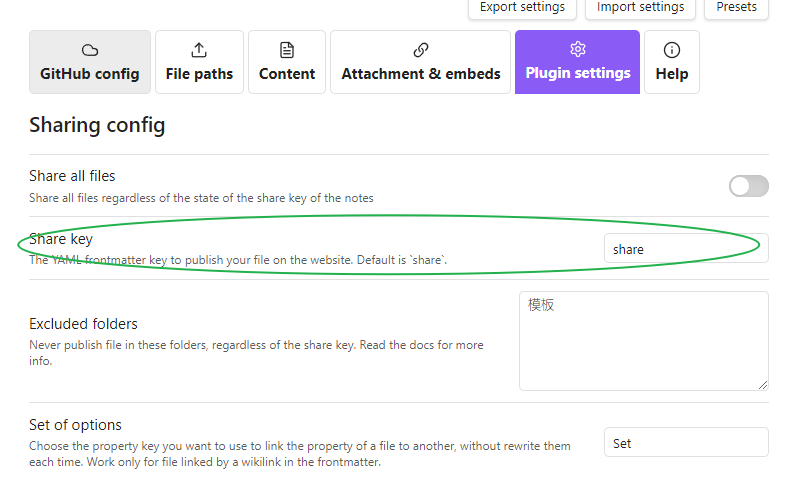 Export settings Import settings Presets
GitHub config File paths Content Attachment & embeds Plugin settings Help
Sharing config
Share all files
Share all files regardless of the state of the share key of the notes
Share key
The YAML frontmatter key to publish your file on the website. Default is `share`.
share
Excluded folders
Never publish file in these folders, regardless of the share key. Read the docs for more
info.
模板
Set of options
Choose the property key you want to use to link the property of a file to another, without rewrite them
each time. Work only for file linked by a wikilink in the frontmatter.
Set